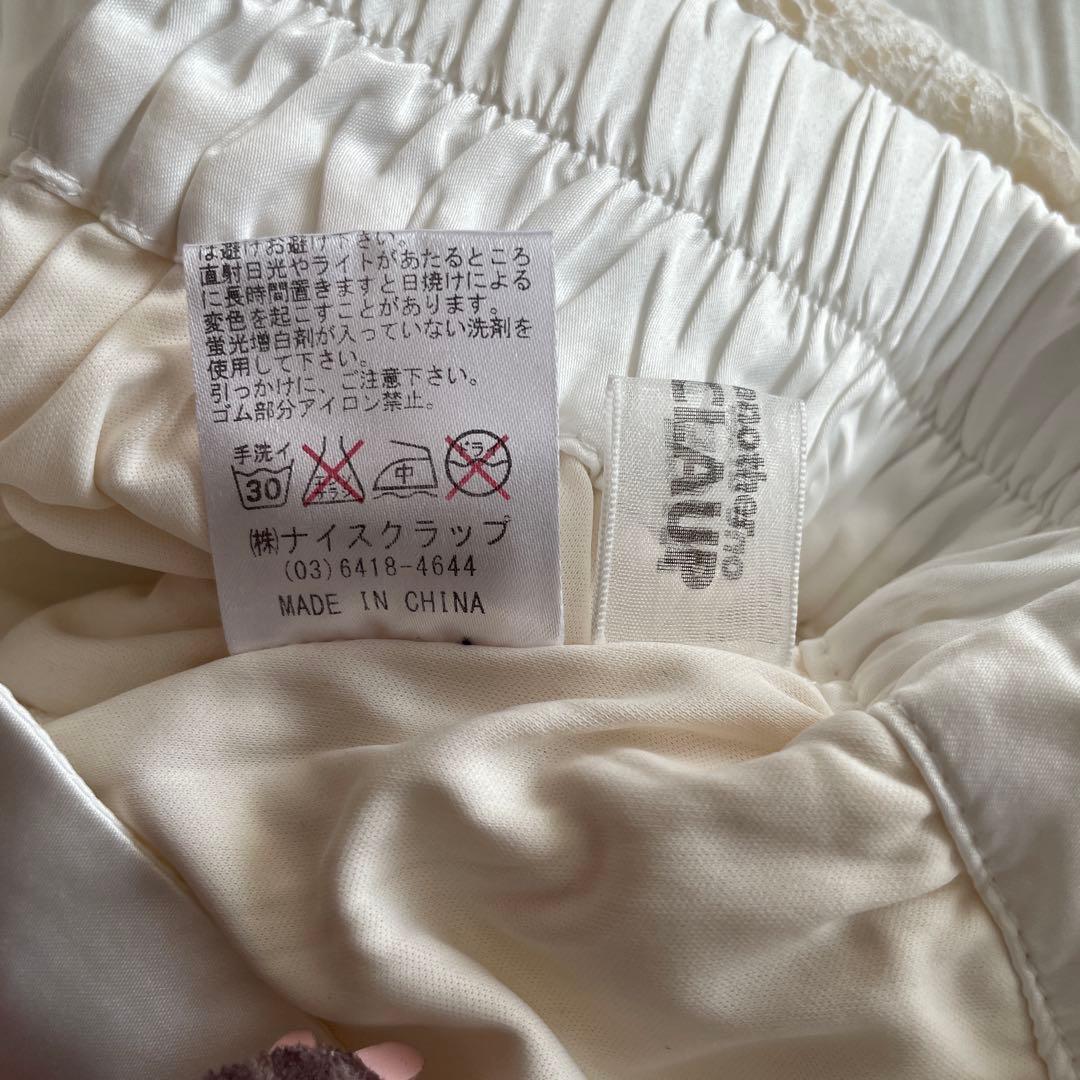 は避けお避け下さい。
直射日光やライトがあたるところ
に長時間置きますと日焼けによる
変色を起こすことがあります。
蛍光増白剤が入っていない洗剤を
使用して下さい。
引っかけに、ご注意下さい。
ゴム部分アイロン禁止。
手洗イ
30
エンソ
中
ドライ
㈱ナイスクラップ
(03)6418-4644
MADE IN CHINA
CLAUP